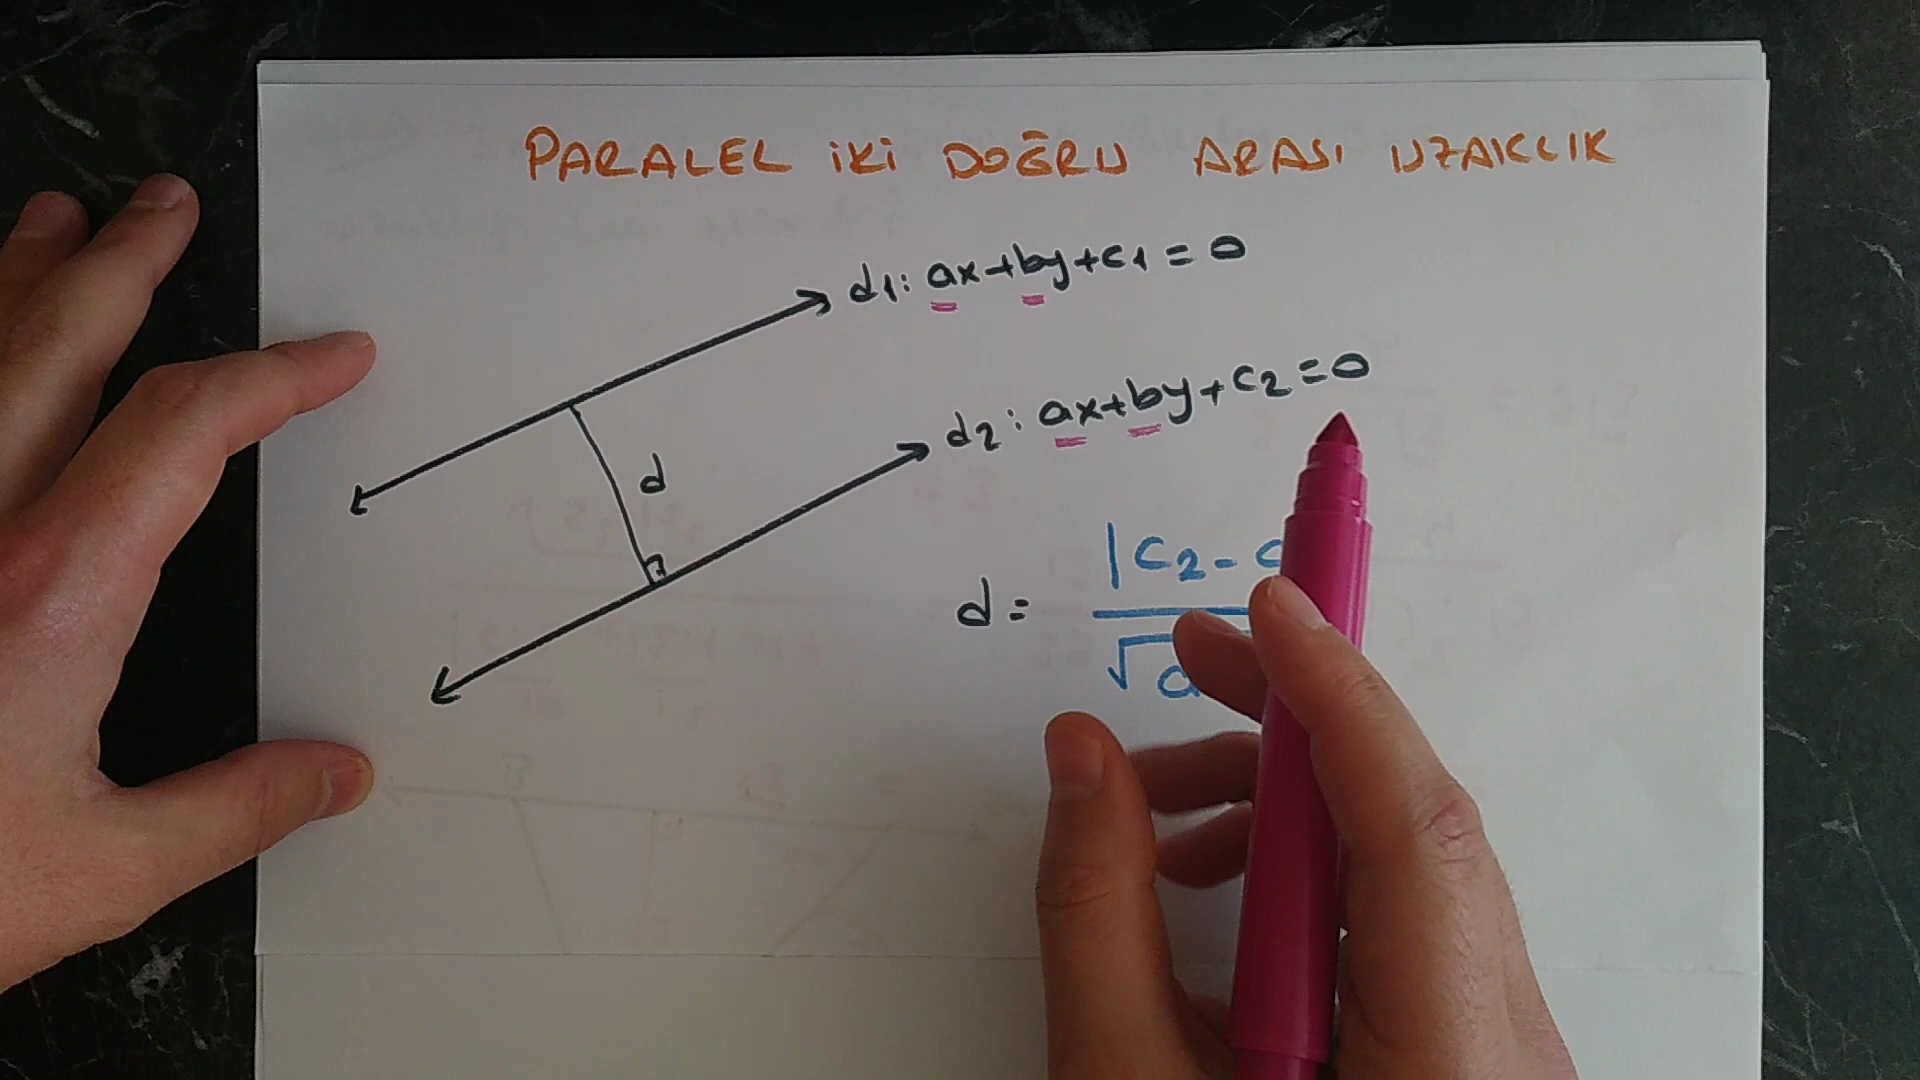 PARALEL İKİ DOĞRU ARASI UZAKLIK
d1: ax+by+c1=0
d2: ax+by+c2=0
d
d= |c2-c
√a